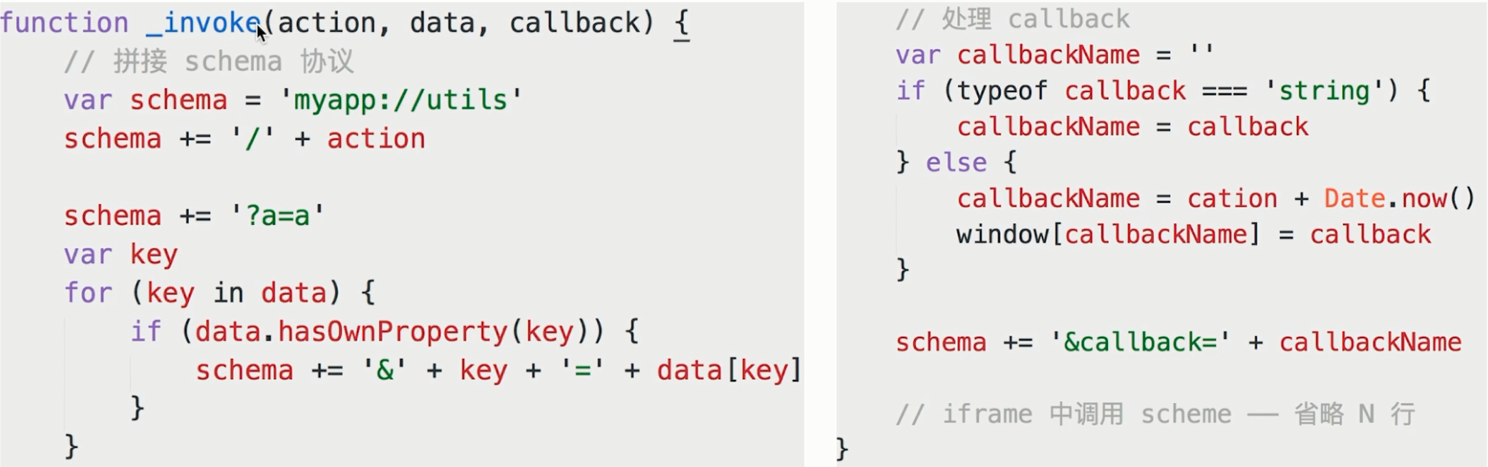 function _invoke(action, data, callback) {
// 拼接 schema 协议
var schema = 'myapp://utils'
schema += '/' + action
schema += '?a=a'
var key
for (key in data) {
if (data.hasOwnProperty(key)) {
schema += '&' + key + '=' + data[key]
}
}
// 处理 callback
var callbackName = ''
if (typeof callback === 'string') {
callbackName = callback
} else {
callbackName = cation + Date.now()
window[callbackName] = callback
}
schema += '&callback=' + callbackName
// iframe 中调用 scheme —— 省略 N 行
}